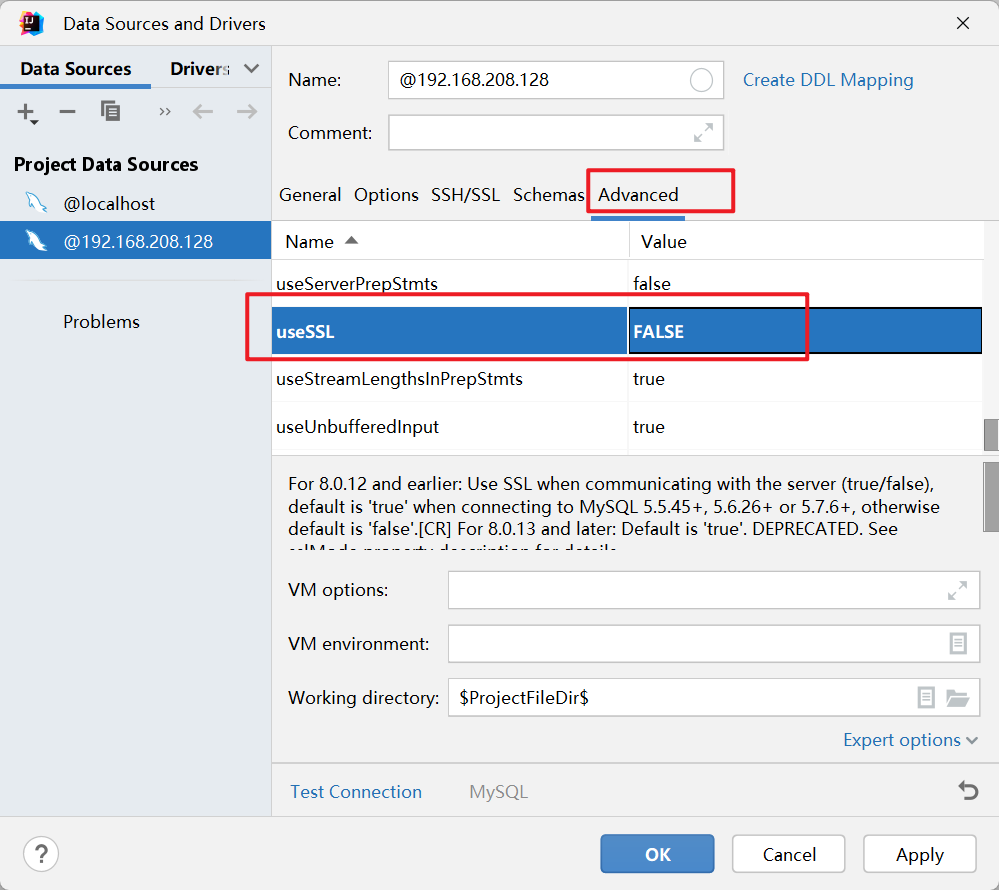 Data Sources and Drivers
Data Sources Drivers
Name: @192.168.208.128 Create DDL Mapping
Comment:
Project Data Sources
@localhost
@192.168.208.128
Problems
General Options SSH/SSL Schemas Advanced
Name Value
useServerPrepStmts false
useSSL FALSE
useStreamLengthsInPrepStmts true
useUnbufferedInput true
For 8.0.12 and earlier: Use SSL when communicating with the server (true/false),
default is 'true' when connecting to MySQL 5.5.45+, 5.6.26+ or 5.7.6+, otherwise
default is 'false'.[CR] For 8.0.13 and later: Default is 'true'. DEPRECATED. See
VM options:
VM environment:
Working directory: $ProjectFileDir$
Expert options
Test Connection MySQL
? OK Cancel Apply